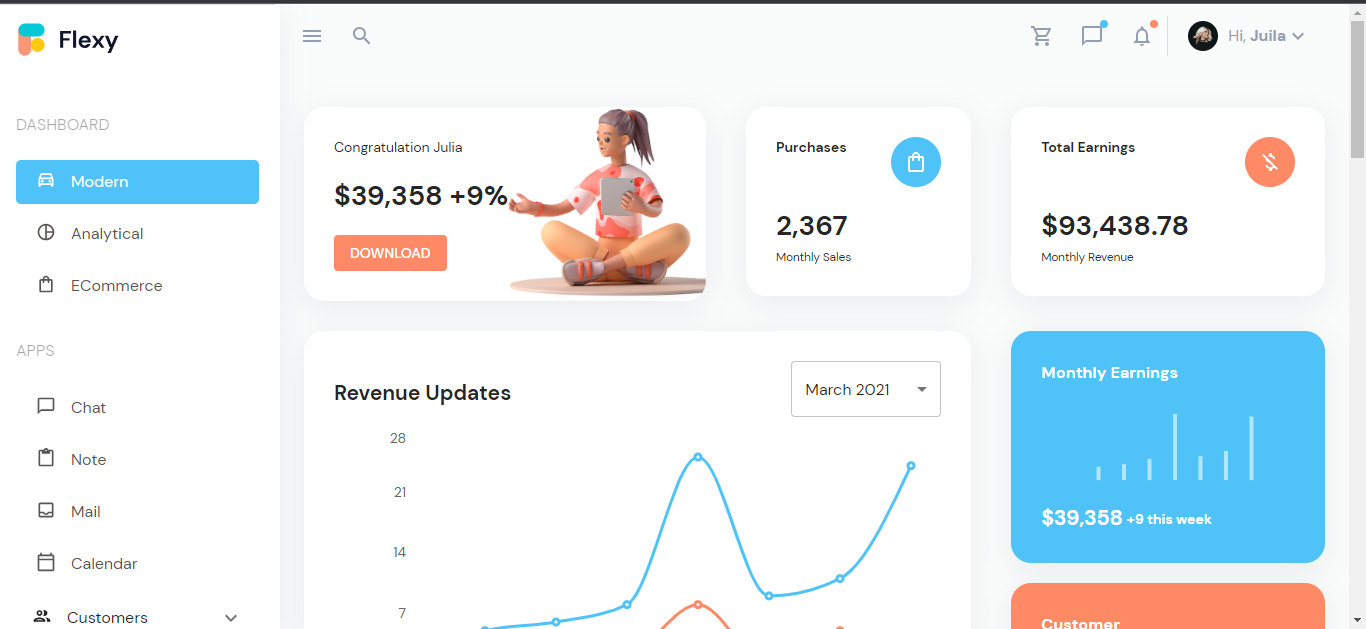 Flexy
Hi, Juila
DASHBOARD
Modern
Analytical
ECommerce
APPS
Chat
Note
Mail
Calendar
Customers
Congratulation Julia
$39,358 +9%
DOWNLOAD
Purchases
2,367
Monthly Sales
Total Earnings
$93,438.78
Monthly Revenue
Revenue Updates
March 2021
28
21
14
7
Monthly Earnings
$39,358 +9 this week
Customer